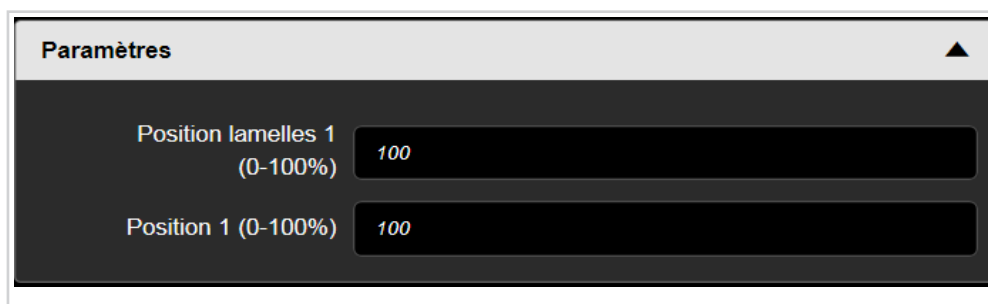 Paramètres
Position lamelles 1
(0-100%)
100
Position 1 (0-100%)
100